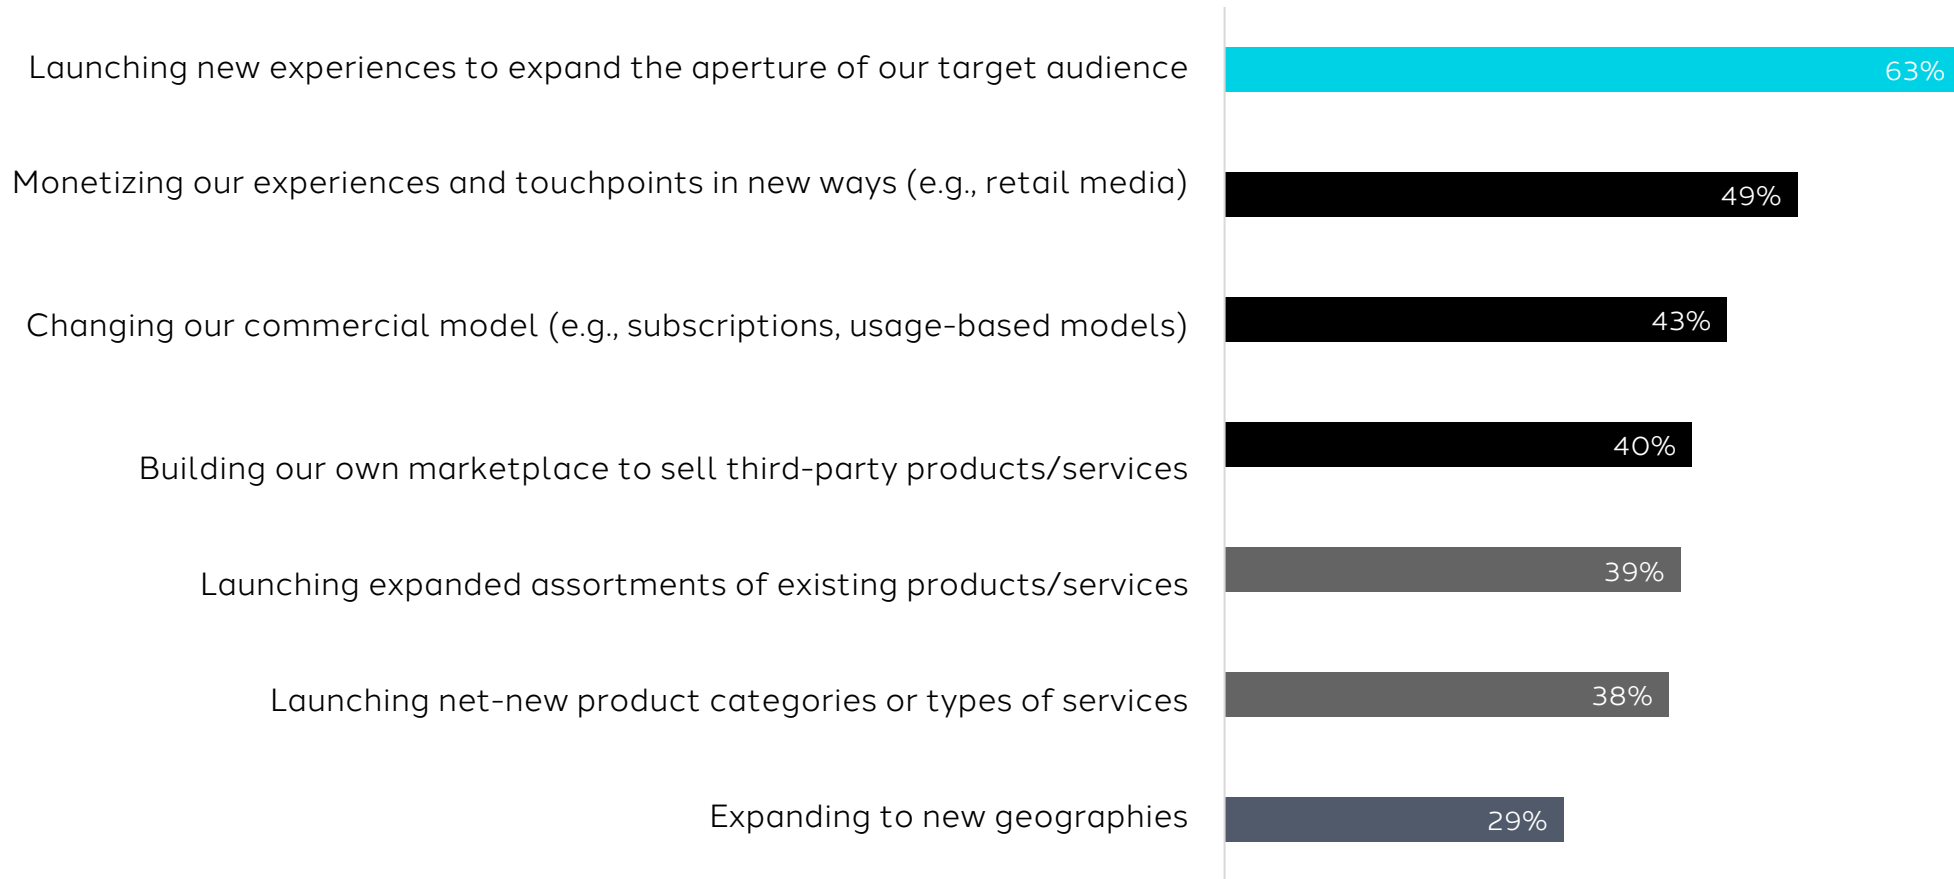 Launching new experiences to expand the aperture of our target audience
63%
Monetizing our experiences and touchpoints in new ways (e.g., retail media)
49%
Changing our commercial model (e.g., subscriptions, usage-based models)
43%
Building our own marketplace to sell third-party products/services
40%
Launching expanded assortments of existing products/services
39%
Launching net-new product categories or types of services
38%
Expanding to new geographies
29%